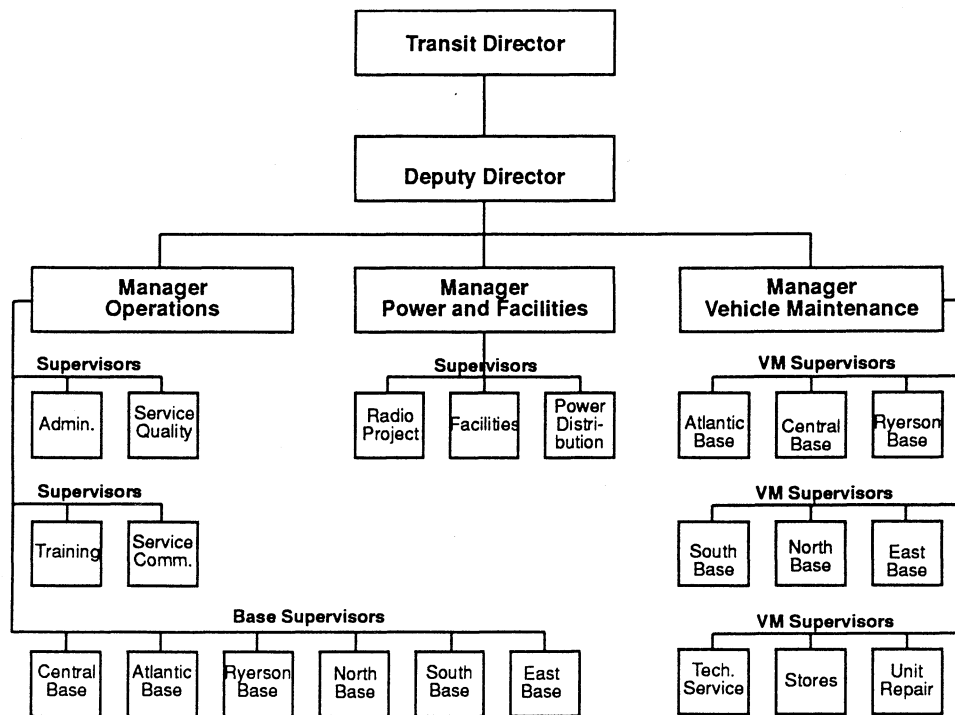 Transit Director
Deputy Director
Manager
Operations
Manager
Power and Facilities
Manager
Vehicle Maintenance
Supervisors
Admin.
Service
Quality
Supervisors
Training
Service
Comm.
Supervisors
Radio
Project
Facilities
Power
Distri-
bution
VM Supervisors
Atlantic
Base
Central
Base
Ryerson
Base
VM Supervisors
South
Base
North
Base
East
Base
Base Supervisors
Central
Base
Atlantic
Base
Ryerson
Base
North
Base
South
Base
East
Base
VM Supervisors
Tech.
Service
Stores
Unit
Repair